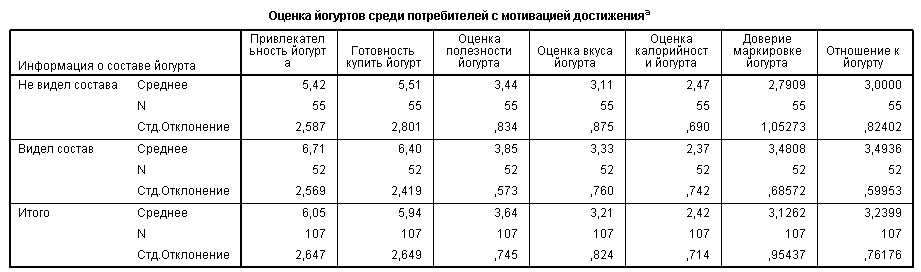 Оценка йогуртов среди потребителей с мотивацией достижения a
Информация о составе йогурта Привлекател ьность йогурт а Готовность купить йогурт Оценка полезности йогурта Оценка вкуса йогурта Оценка калорийност и йогурта Доверие маркировке йогурта Отношение к йогурту
Не видел состава Среднее 5,42 5,51 3,44 3,11 2,47 2,7909 3,0000
N 55 55 55 55 55 55 55
Стд.Отклонение 2,587 2,801 ,834 ,875 ,690 1,05273 ,82402
Видел состав Среднее 6,71 6,40 3,85 3,33 2,37 3,4808 3,4936
N 52 52 52 52 52 52 52
Стд.Отклонение 2,569 2,419 ,573 ,760 ,742 ,68572 ,59953
Итого Среднее 6,05 5,94 3,64 3,21 2,42 3,1262 3,2399
N 107 107 107 107 107 107 107
Стд.Отклонение 2,647 2,649 ,745 ,824 ,714 ,95437 ,76176